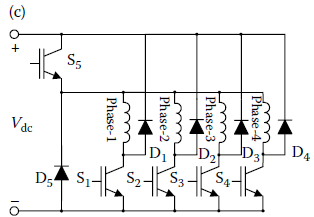 (c)
+
S5
Vdc
Phase-1
Phase-2
Phase-3
Phase-4
D1
D2
D3
D4
D5
S1
S2
S3
S4
−